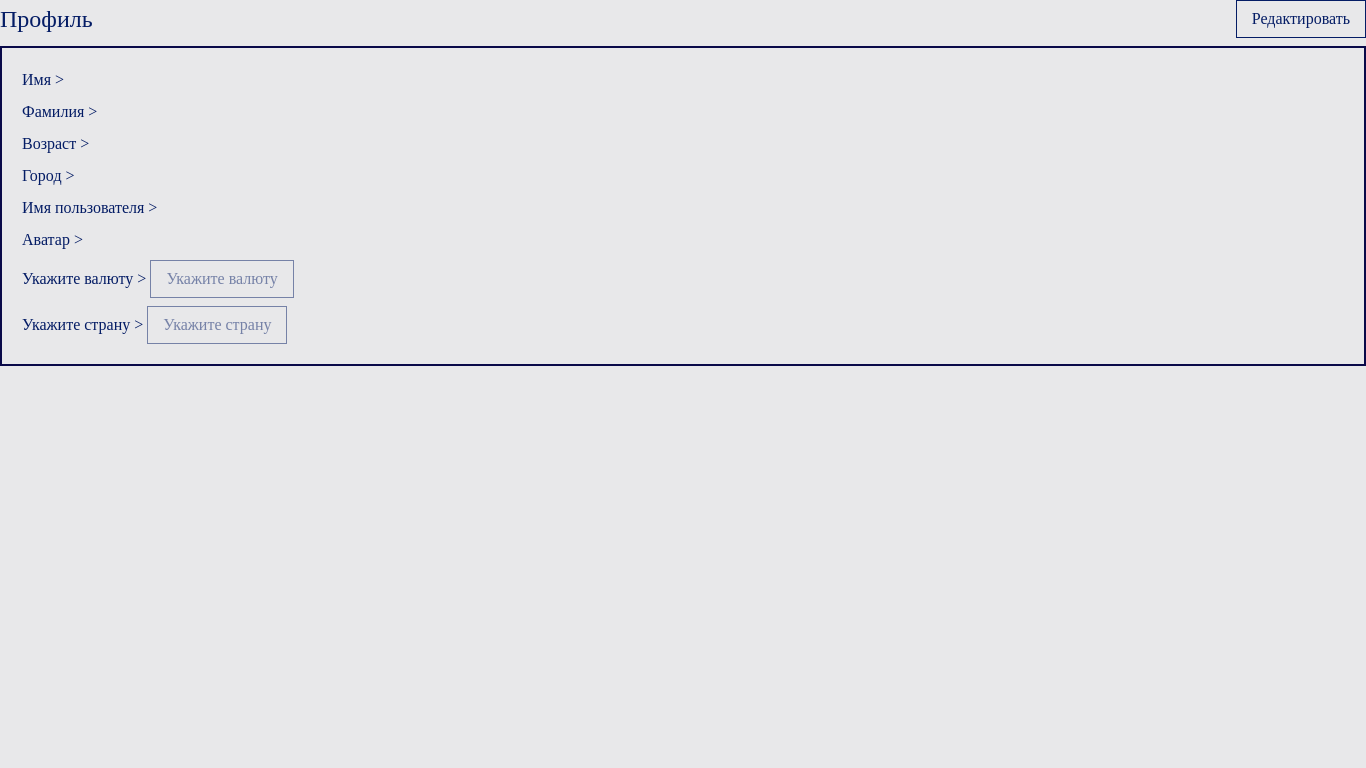 Профиль
Редактировать
Имя >
Фамилия >
Возраст >
Город >
Имя пользователя >
Аватар >
Укажите валюту > Укажите валюту
Укажите страну > Укажите страну